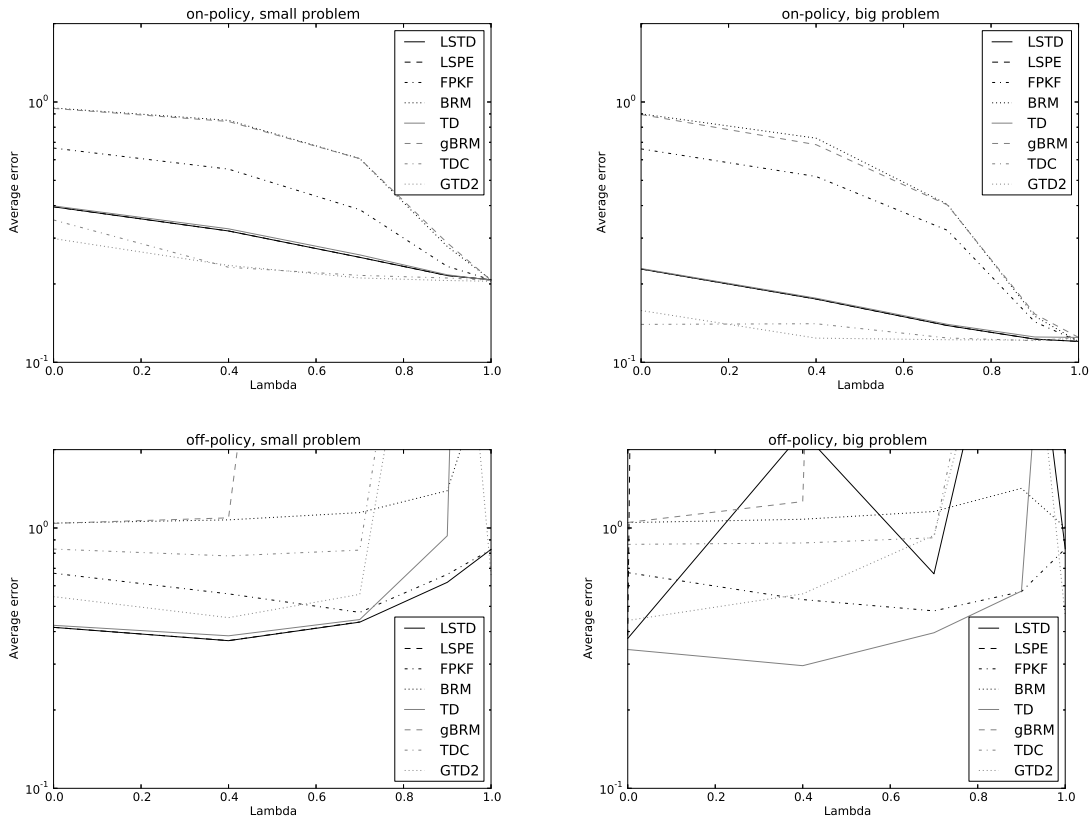 on-policy, small problem
Average error
10^0
10^-1
0.0 0.2 0.4 0.6 0.8 1.0
Lambda
LSTD
LSPE
FPKF
BRM
TD
gBRM
TDC
GTD2
on-policy, big problem
Average error
10^0
10^-1
0.0 0.2 0.4 0.6 0.8 1.0
Lambda
LSTD
LSPE
FPKF
BRM
TD
gBRM
TDC
GTD2
off-policy, small problem
Average error
10^0
10^-1
0.0 0.2 0.4 0.6 0.8 1.0
Lambda
LSTD
LSPE
FPKF
BRM
TD
gBRM
TDC
GTD2
off-policy, big problem
Average error
10^0
10^-1
0.0 0.2 0.4 0.6 0.8 1.0
Lambda
LSTD
LSPE
FPKF
BRM
TD
gBRM
TDC
GTD2